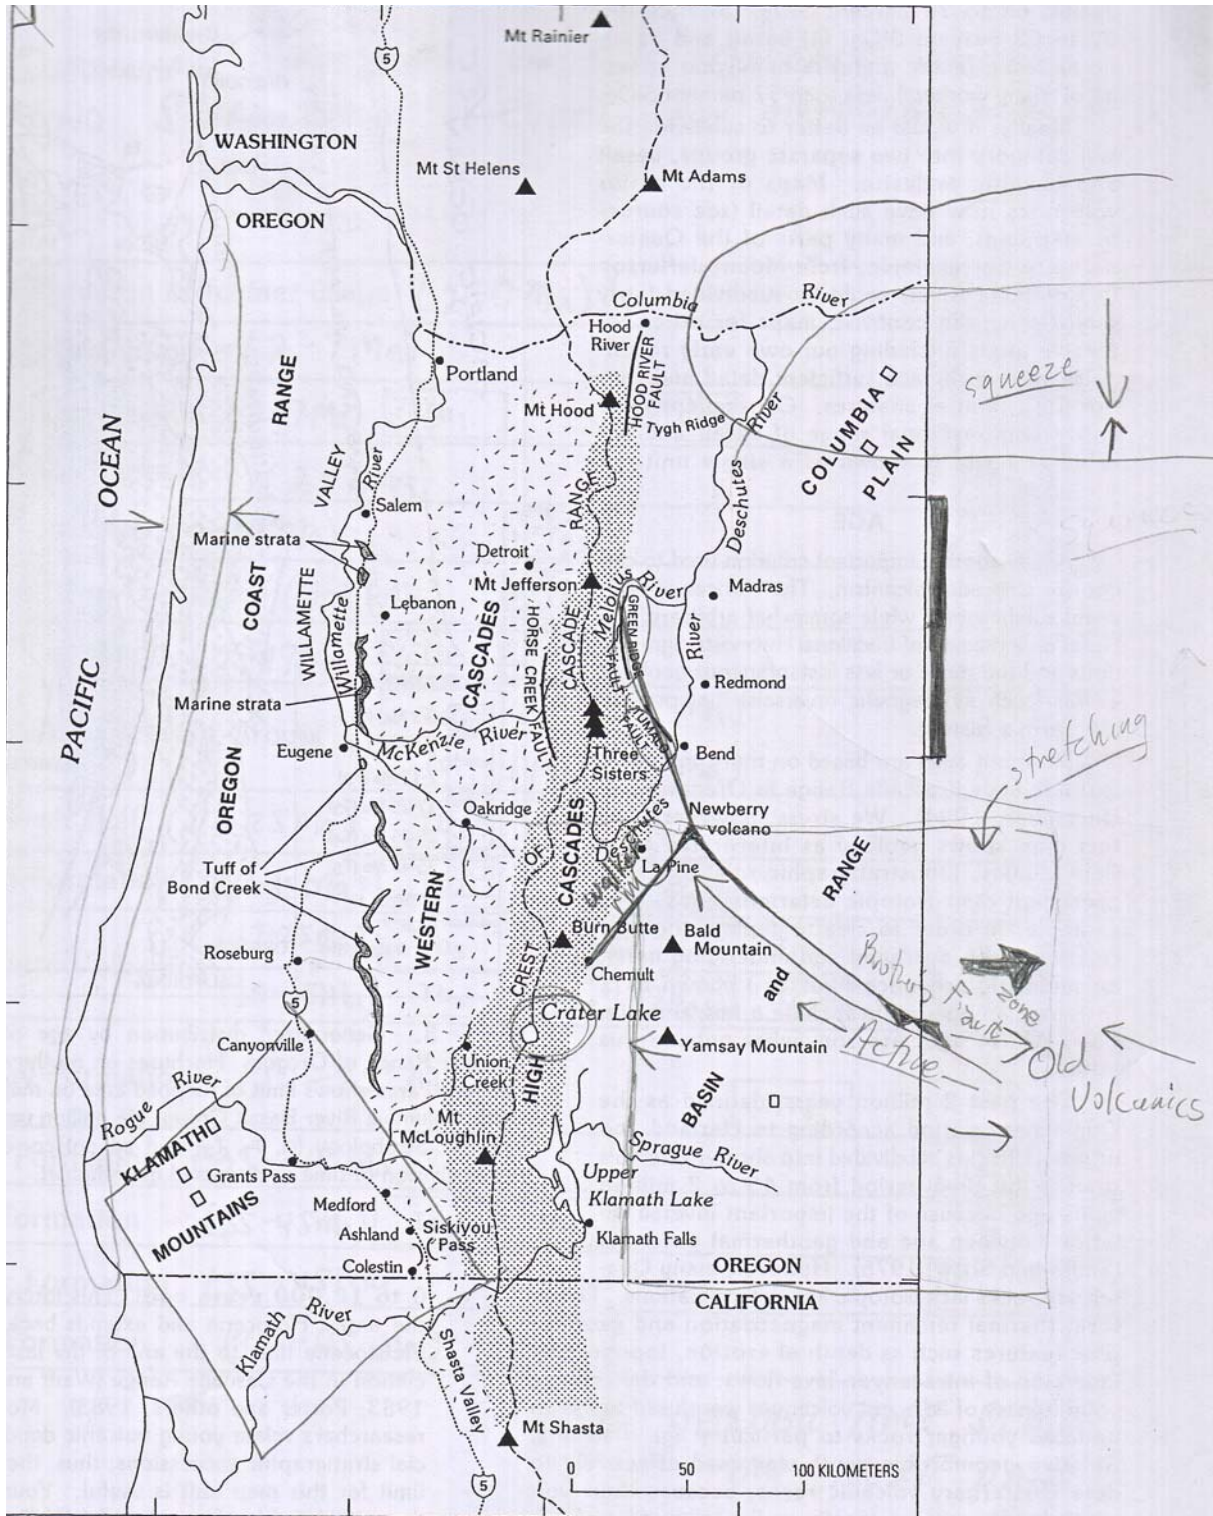 Mt Rainier
5
WASHINGTON
Mt St Helens
Mt Adams
OREGON
Columbia
River
Hood
River
HOOD RIVER
FAULT
Portland
Mt Hood
Tygh Ridge
River
squeeze
COLUMBIA
PLAIN
RANGE
COAST
OREGON
PACIFIC
OCEAN
VALLEY
WILLAMETTE
River
Willamette
Salem
Marine strata
Detroit
Mt Jefferson
RANGE
CASCADE
Deschutes
River
River
Madras
Metolius
GREEN RIDGE
FAULT
Lebanon
HORSE
CREEK
FAULT
CASCADES
WESTERN
Marine strata
Redmond
TUMALO
FAULT
Eugene
McKenzie
River
Three
Sisters
Bend
stretching
Oakridge
Newberry
volcano
OF
CASCADES
Deschutes
La Pine
Walker
Tuff of
Bond Creek
RANGE
and
BASIN
CREST
HIGH
Burn Butte
Bald
Mountain
Chemult
Roseburg
Brothers
Fault
Zone
5
Crater Lake
Active
Old
Volcanics
Canyonville
Union
Creek
Yamsay Mountain
Rogue
River
Mt
McLoughlin
KLAMATH
MOUNTAINS
Grants Pass
Sprague River
Upper
Klamath Lake
Medford
Ashland
Siskiyou
Pass
Klamath Falls
Colestin
OREGON
CALIFORNIA
Klamath
River
Shasta Valley
Mt Shasta
5
0
50
100 KILOMETERS